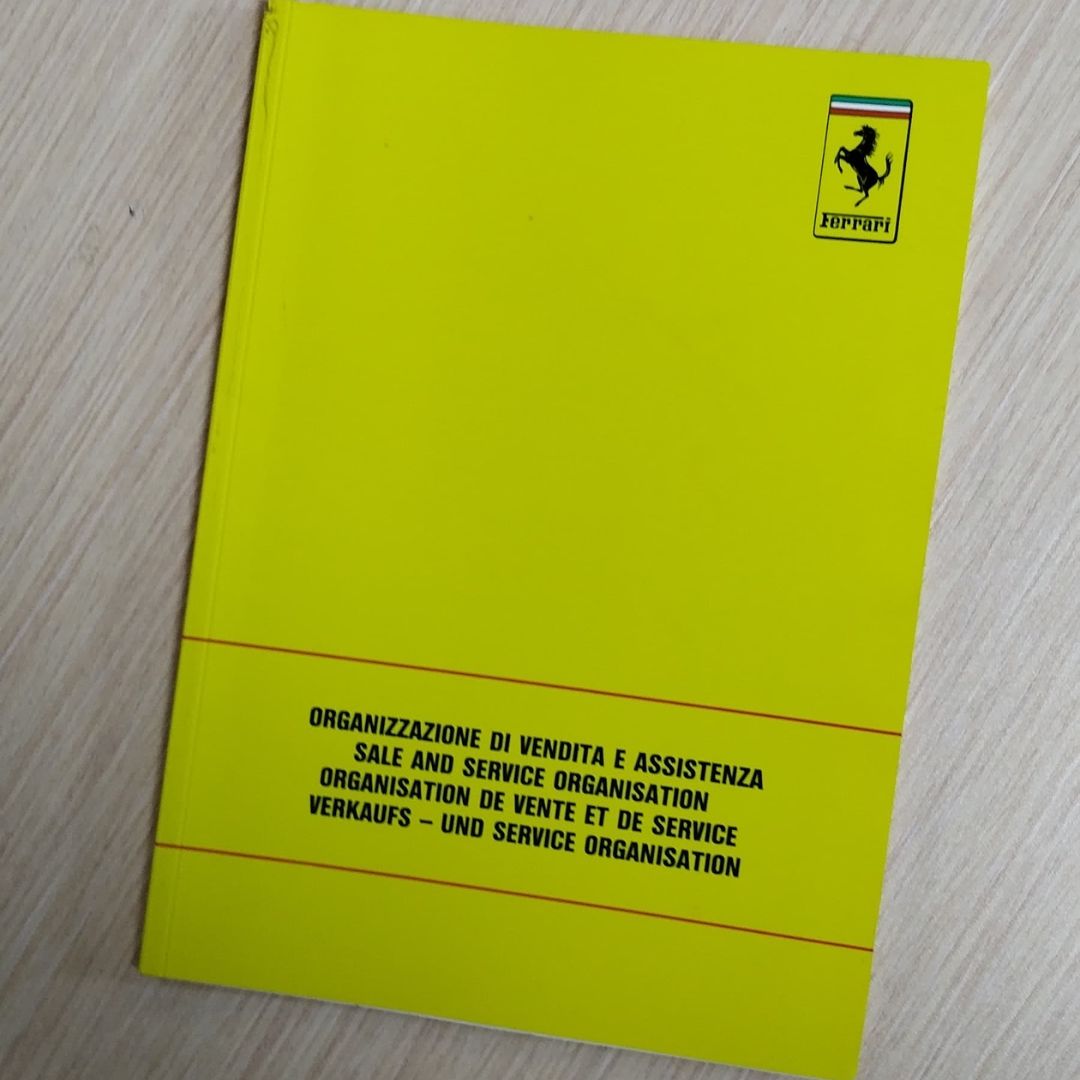 Ferrari
ORGANIZZAZIONE DI VENDITA E ASSISTENZA
SALE AND SERVICE ORGANISATION
ORGANISATION DE VENTE ET DE SERVICE
VERKAUFS – UND SERVICE ORGANISATION